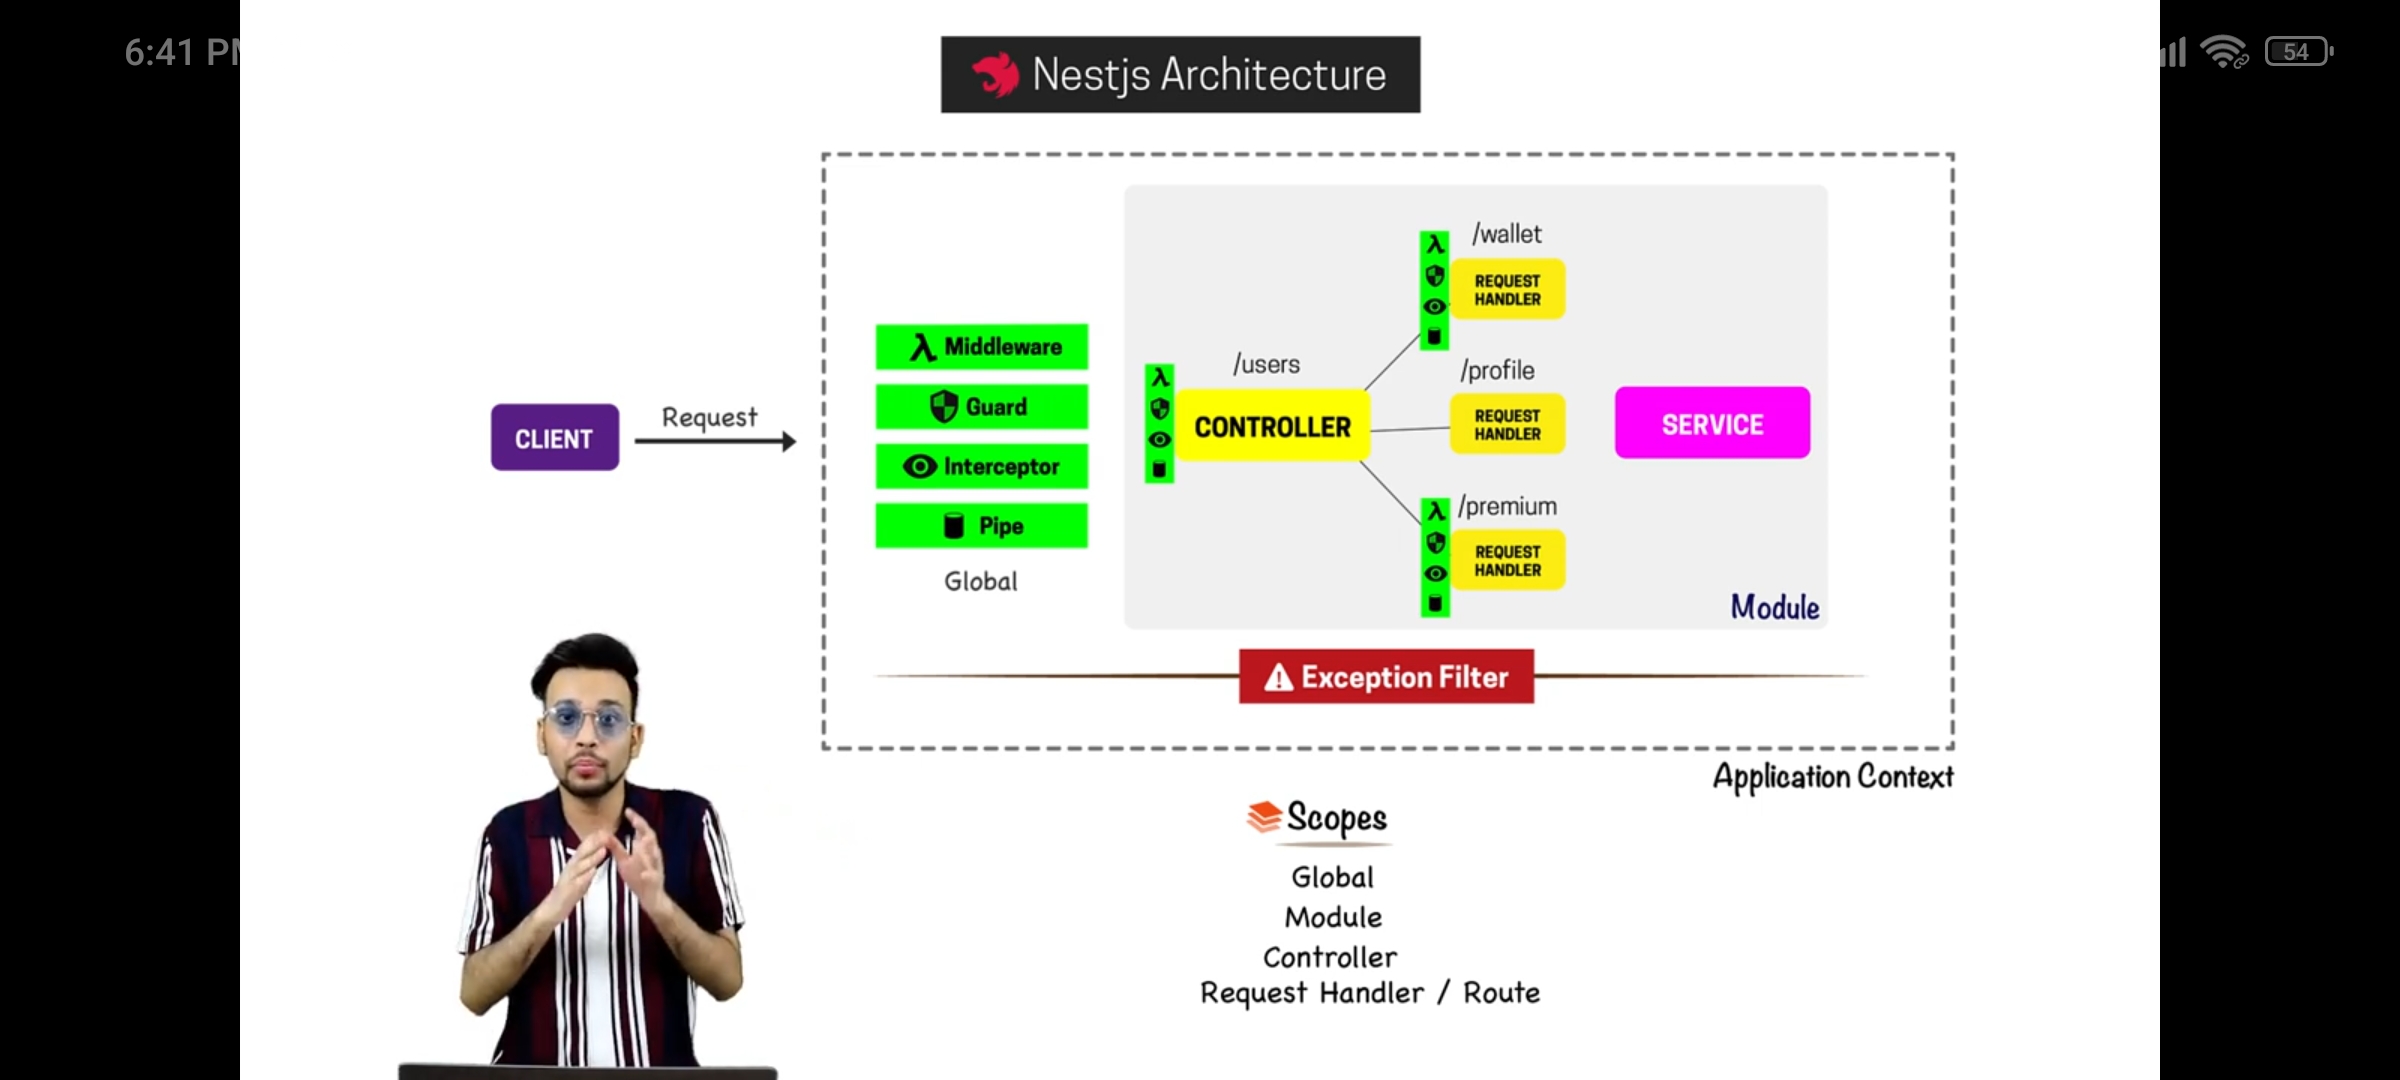 6:41 PM
54
Nestjs Architecture
CLIENT
Request
Middleware
Guard
Interceptor
Pipe
Global
/users
CONTROLLER
/wallet
REQUEST
HANDLER
/profile
REQUEST
HANDLER
/premium
REQUEST
HANDLER
SERVICE
Module
Exception Filter
Application Context
Scopes
Global
Module
Controller
Request Handler / Route